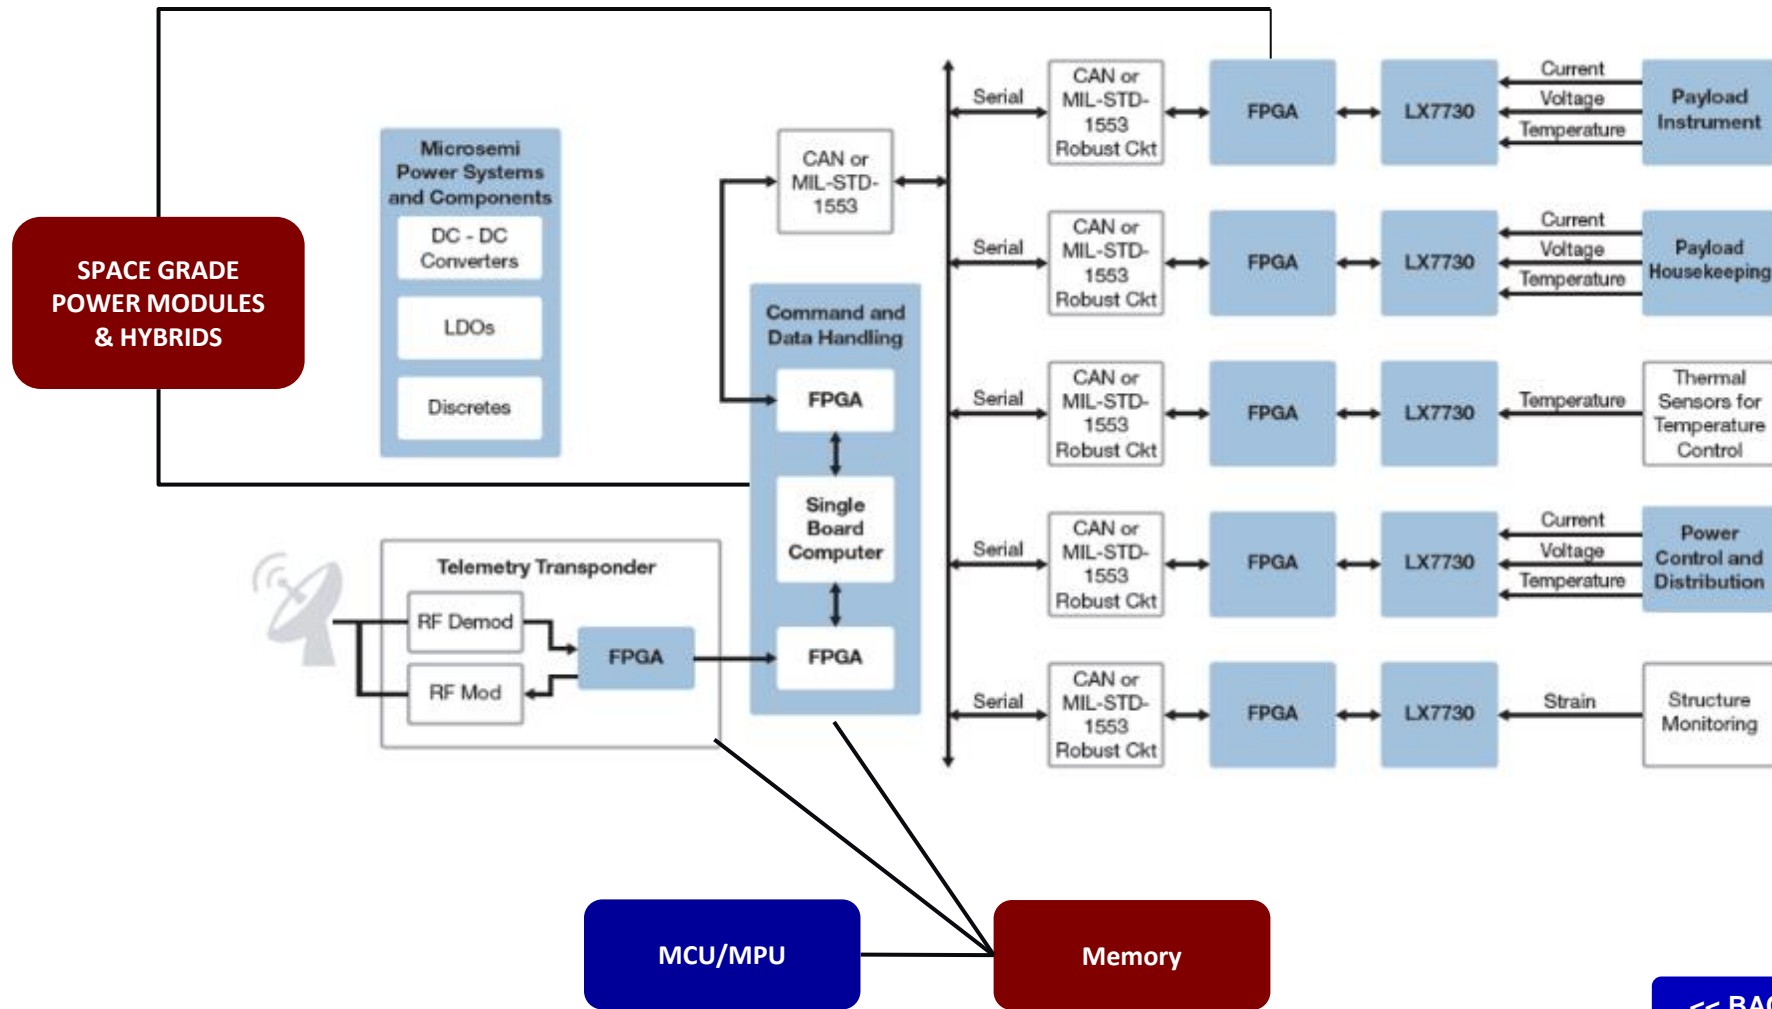 SPACE GRADE
POWER MODULES
& HYBRIDS
Microsemi
Power Systems
and Components
DC - DC
Converters
LDOs
Discretes
CAN or
MIL-STD-
1553
Command and
Data Handling
FPGA
Single
Board
Computer
FPGA
Telemetry Transponder
RF Demod
RF Mod
FPGA
Serial
CAN or
MIL-STD-
1553
Robust Ckt
FPGA
LX7730
Current
Voltage
Temperature
Payload
Instrument
Serial
CAN or
MIL-STD-
1553
Robust Ckt
FPGA
LX7730
Current
Voltage
Temperature
Payload
Housekeeping
Serial
CAN or
MIL-STD-
1553
Robust Ckt
FPGA
LX7730
Temperature
Thermal
Sensors for
Temperature
Control
Serial
CAN or
MIL-STD-
1553
Robust Ckt
FPGA
LX7730
Current
Voltage
Temperature
Power
Control and
Distribution
Serial
CAN or
MIL-STD-
1553
Robust Ckt
FPGA
LX7730
Strain
Structure
Monitoring
MCU/MPU
Memory